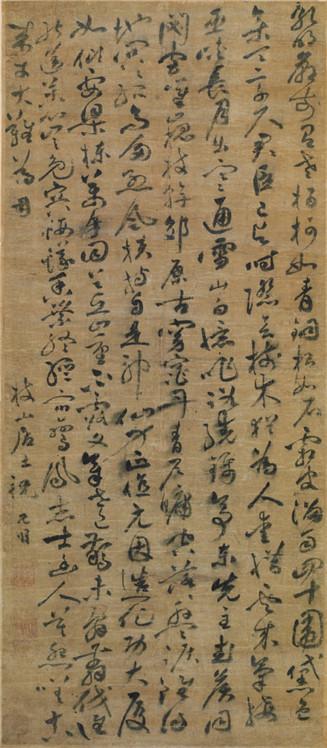 孔明廟前有老柏柯如青銅根如石霜皮溜雨四十圍黛色
參天二千尺君臣已與時際會樹木猶為人愛惜雲來氣接
巫峽長月出寒通雪山白憶昨路繞錦亭東先主武侯同
閟宮崔嵬枝幹郊原古窈窕丹青戶牖空落落盤踞雖得
地冥冥孤高多烈風扶持自是神力正直元因造化功大廈
如傾要梁棟萬牛回首丘山重不露文章世已驚未辭翦伐誰
能送苦心豈免容螻蟻葉終經宿鸞鳳志士幽人莫怨嗟古
來材大難為用
枝山居士祝允明